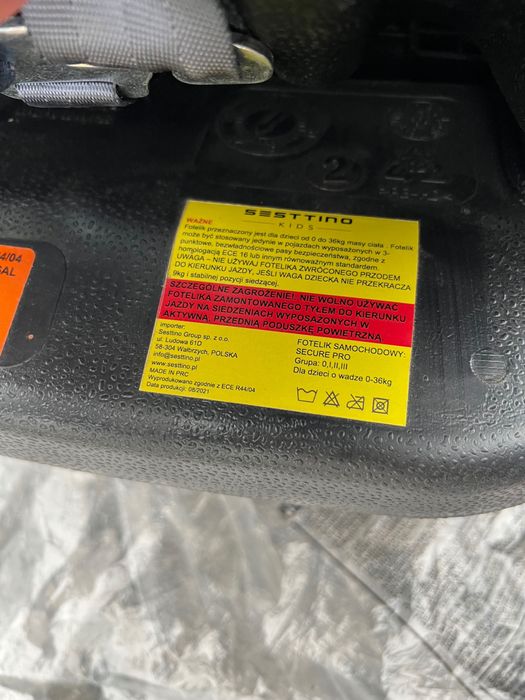 SESTTINO
KIDS
WAŻNE
Fotelik przeznaczony jest dla dzieci od 0 do 36kg masy ciała . Fotelik
może być stosowany jedynie w pojazdach wyposażonych w 3-
punktowe, bezwładnościowe pasy bezpieczeństwa, zgodne z
homologacją ECE 16 lub innym równoważnym standardem.
UWAGA – NIE UŻYWAJ FOTELIKA ZWRÓCONEGO PRZODEM
DO KIERUNKU JAZDY, JEŚLI WAGA DZIECKA NIE PRZEKRACZA
9kg i stabilnej pozycji siedzącej.
SZCZEGÓLNE ZAGROŻENIE! NIE WOLNO UŻYWAĆ
FOTELIKA ZAMONTOWANEGO TYŁEM DO KIERUNKU
JAZDY NA SIEDZENIACH WYPOSAŻONYCH W
AKTYWNĄ, PRZEDNIĄ PODUSZKĘ POWIETRZNĄ
importer:
Sesttino Group sp, z o.o.
ul. Ludowa 61D
58-304 Wałbrzych, POLSKA
info@sesttino.pl
www.sesttino.pl
MADE IN PRC
Wyprodukowano zgodnie z ECE R44/04
Data produkcji: 08/2021
FOTELIK SAMOCHODOWY:
SECURE PRO
Grupa: 0,I,II,III
Dla dzieci o wadze 0-36kg
4/04
SAL
2